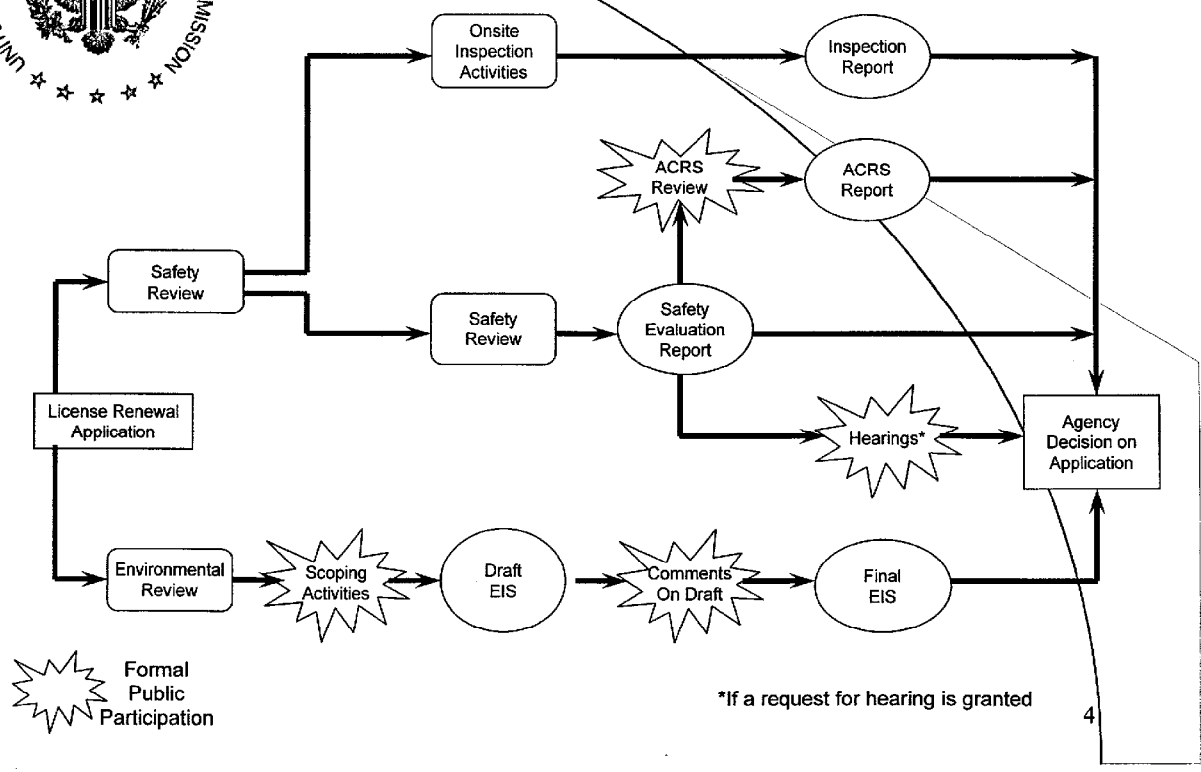 MISSION
Onsite
Inspection
Activities
Inspection
Report
ACRS
Review
ACRS
Report
Safety
Review
Safety
Review
Safety
Evaluation
Report
License Renewal
Application
Hearings*
Agency
Decision on
Application
Environmental
Review
Scoping
Activities
Draft
EIS
Comments
On Draft
Final
EIS
Formal
Public
Participation
*If a request for hearing is granted
4